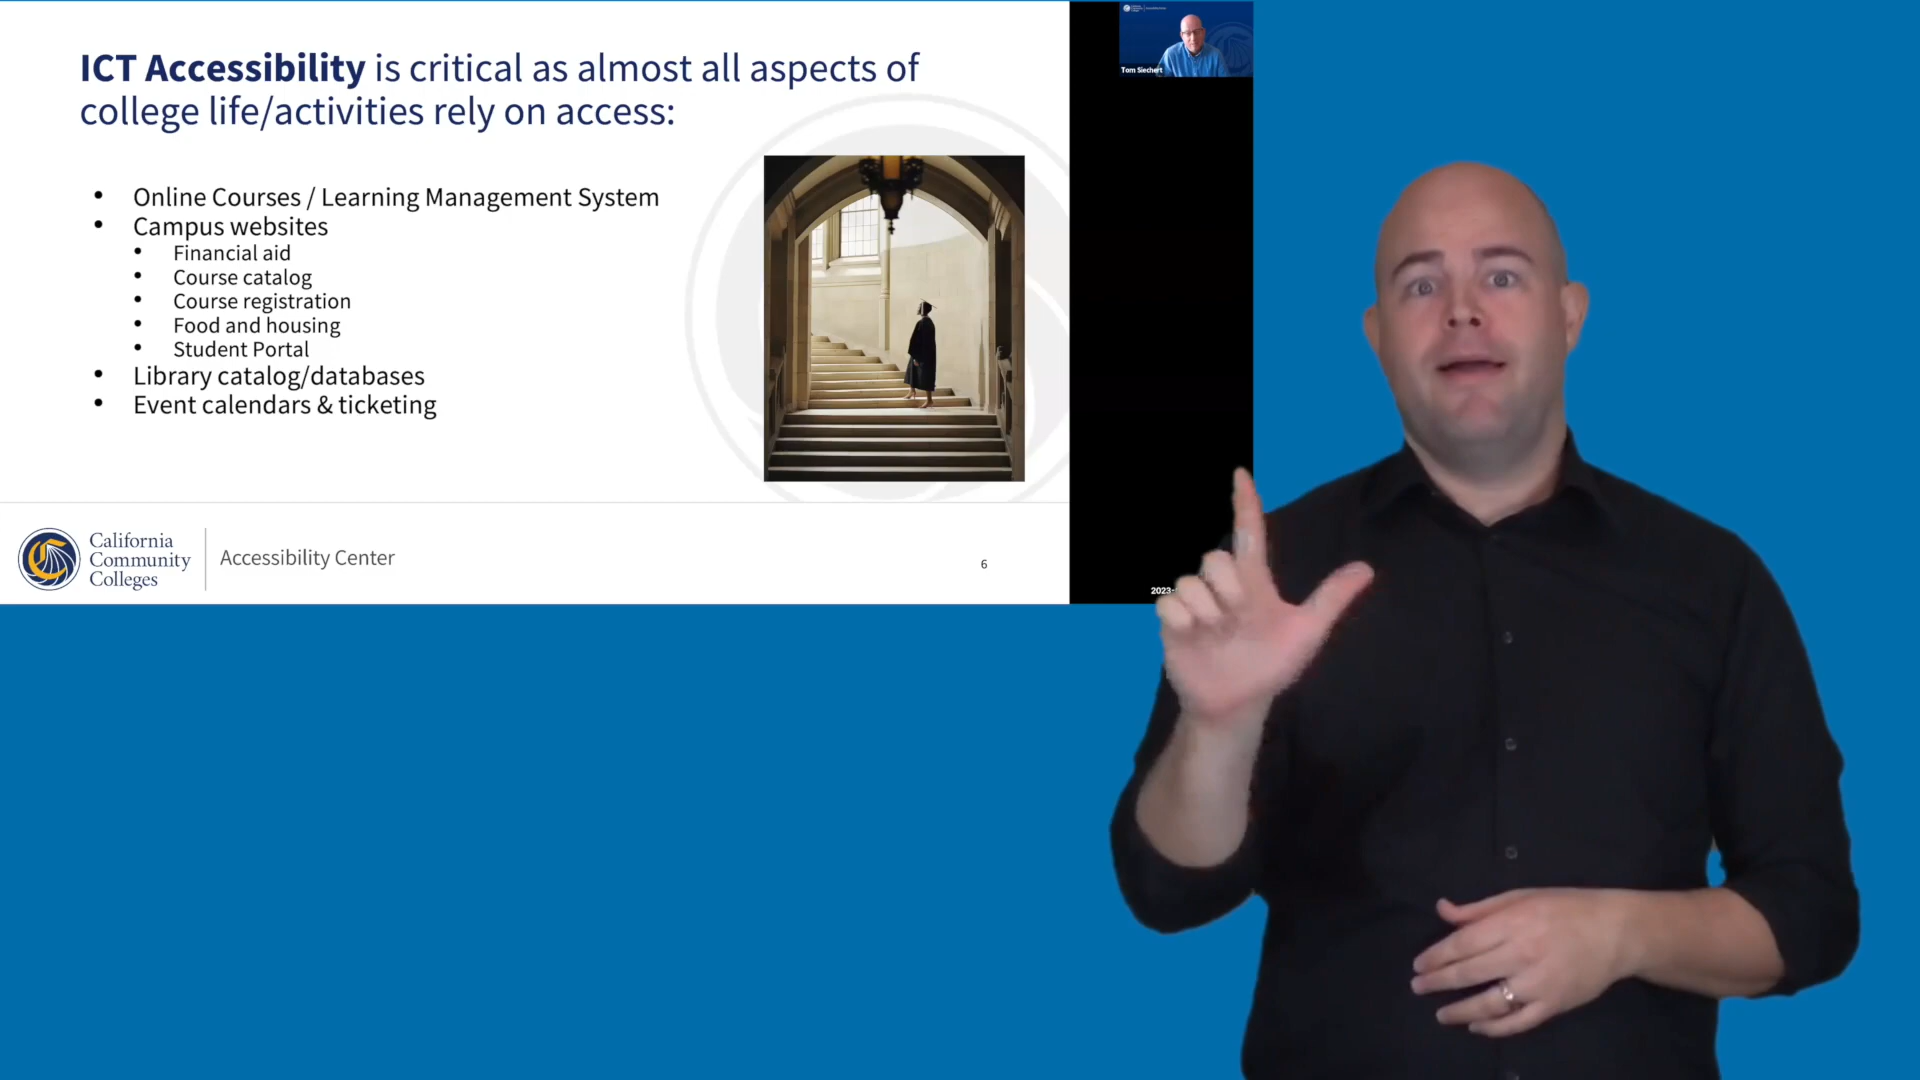 ICT Accessibility is critical as almost all aspects of
college life/activities rely on access:
• Online Courses / Learning Management System
• Campus websites
• Financial aid
• Course catalog
• Course registration
• Food and housing
• Student Portal
• Library catalog/databases
• Event calendars & ticketing
California
Community
Colleges
Accessibility Center
6
Tom Siechert
2023-